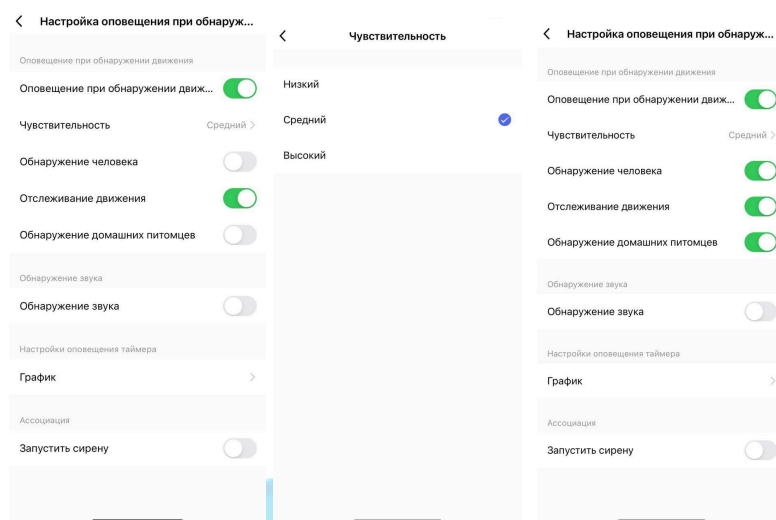 Настройка оповещения при обнаруж...
Оповещение при обнаружении движения
Оповещение при обнаружении движ...
Чувствительность
Средний
Обнаружение человека
Отслеживание движения
Обнаружение домашних питомцев
Обнаружение звука
Обнаружение звука
Настройки оповещения таймера
График
Ассоциация
Запустить сирену
Чувствительность
Низкий
Средний
Высокий
Настройка оповещения при обнаруж...
Оповещение при обнаружении движения
Оповещение при обнаружении движ...
Чувствительность
Средний
Обнаружение человека
Отслеживание движения
Обнаружение домашних питомцев
Обнаружение звука
Обнаружение звука
Настройки оповещения таймера
График
Ассоциация
Запустить сирену